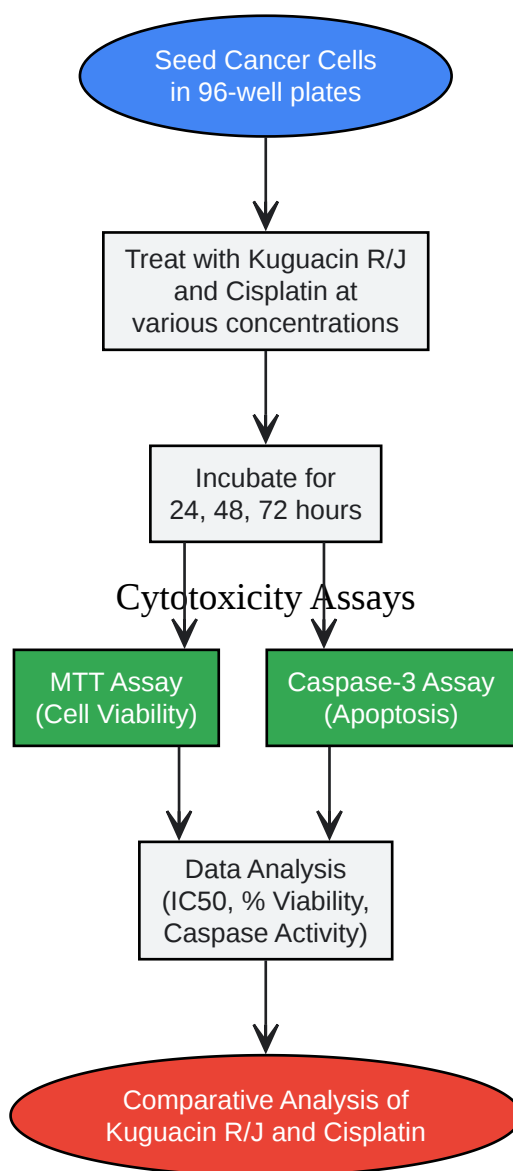 Seed Cancer Cells
in 96-well plates
Treat with Kuguacin R/J
and Cisplatin at
various concentrations
Incubate for
24, 48, 72 hours
Cytotoxicity Assays
MTT Assay
(Cell Viability)
Caspase-3 Assay
(Apoptosis)
Data Analysis
(IC50, % Viability,
Caspase Activity)
Comparative Analysis of
Kuguacin R/J and Cisplatin